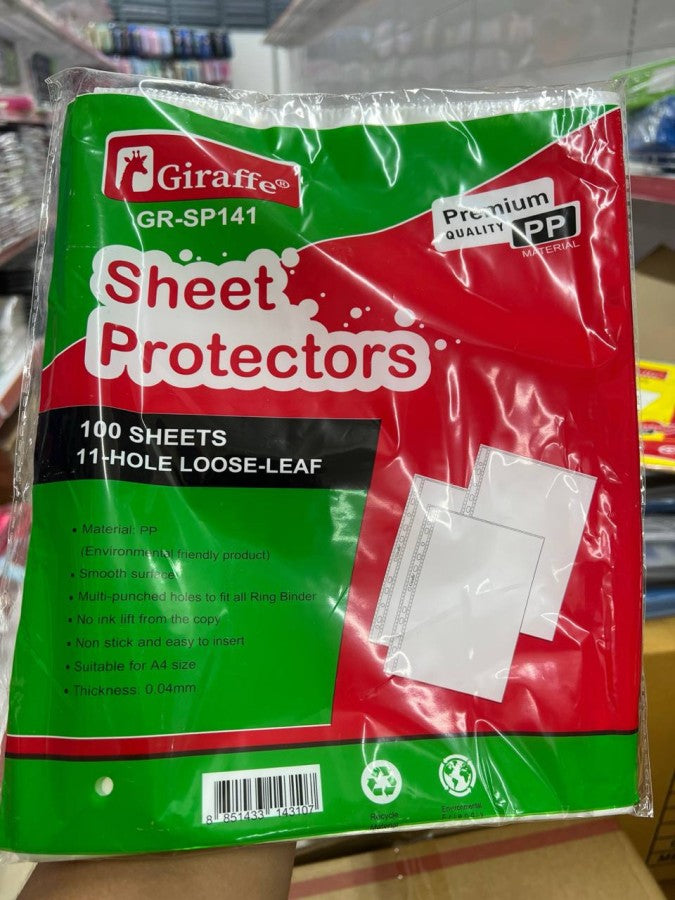 Giraffe®
GR-SP141
Premium
QUALITY
PP
MATERIAL
Sheet
Protectors
100 SHEETS
11-HOLE LOOSE-LEAF
• Material: PP
(Environmental friendly product)
• Smooth surface
• Multi-punched holes to fit all Ring Binder
• No ink lift from the copy
• Non stick and easy to insert
• Suitable for A4 size
• Thickness: 0.04mm
8 851433 143107
Recycle
Material
Environmental
Friendly